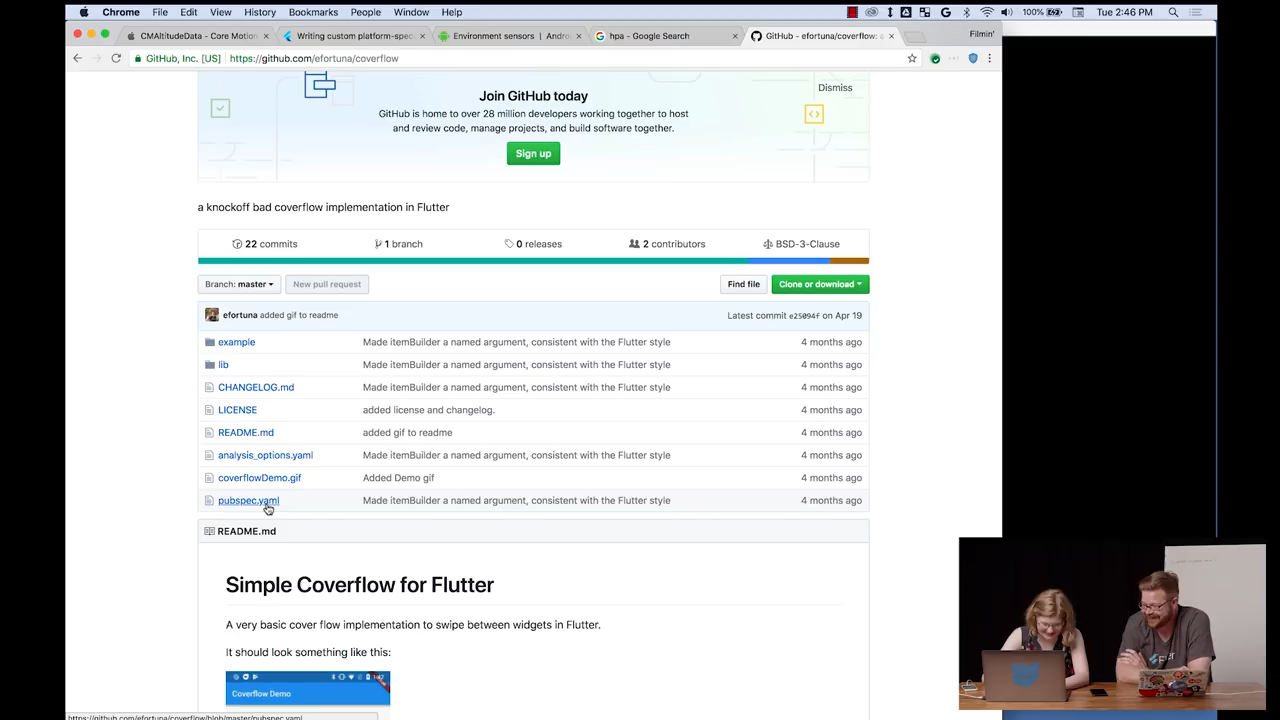 Chrome File Edit View History Bookmarks People Window Help 100% Tue 2:46 PM
CMAltitudeData - Core Motion Writing custom platform-spec Environment sensors | Andro hpa - Google Search GitHub - efortuna/coverflow: a Filmin'
GitHub, Inc. [US] https://github.com/efortuna/coverflow
Join GitHub today
Dismiss
GitHub is home to over 28 million developers working together to host
and review code, manage projects, and build software together.
Sign up
a knockoff bad coverflow implementation in Flutter
22 commits 1 branch 0 releases 2 contributors BSD-3-Clause
Branch: master New pull request Find file Clone or download
efortuna added gif to readme Latest commit e25094f on Apr 19
example Made itemBuilder a named argument, consistent with the Flutter style 4 months ago
lib Made itemBuilder a named argument, consistent with the Flutter style 4 months ago
CHANGELOG.md Made itemBuilder a named argument, consistent with the Flutter style 4 months ago
LICENSE added license and changelog. 4 months ago
README.md added gif to readme 4 months ago
analysis_options.yaml Made itemBuilder a named argument, consistent with the Flutter style 4 months ago
coverflowDemo.gif Added Demo gif 4 months ago
pubspec.yaml Made itemBuilder a named argument, consistent with the Flutter style 4 months ago
README.md
Simple Coverflow for Flutter
A very basic cover flow implementation to swipe between widgets in Flutter.
It should look something like this:
Coverflow Demo
https://github.com/efortuna/coverflow/blob/master/pubspec.yaml